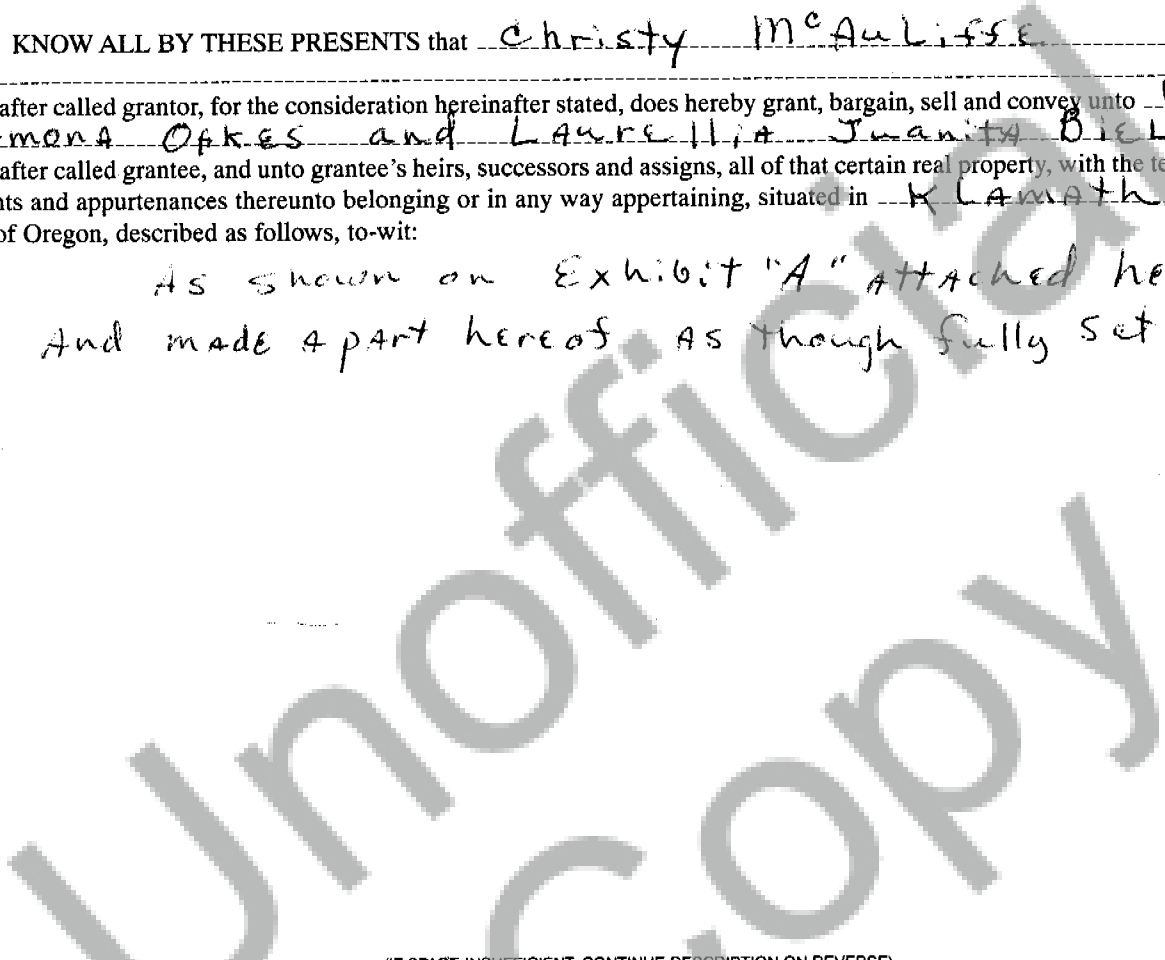 KNOW ALL BY THESE PRESENTS that Christy McAuliffe
after called grantor, for the consideration hereinafter stated, does hereby grant, bargain, sell and convey unto
mona Opkes and Laurellia Juanita Biel
after called grantee, and unto grantee's heirs, successors and assigns, all of that certain real property, with the te
nts and appurtenances thereunto belonging or in any way appertaining, situated in Klamath
of Oregon, described as follows, to-wit:
As shown on Exhibit "A" attached he
And made a part hereof as though fully set
Unofficial
Copy